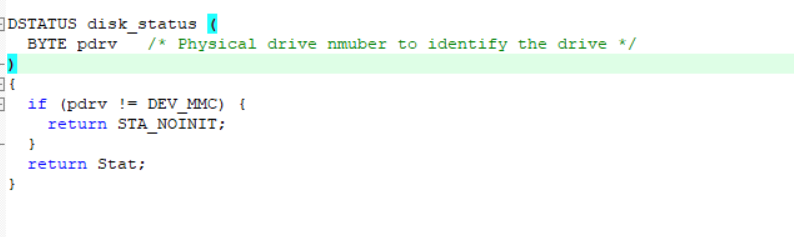 DSTATUS disk_status (
  BYTE pdrv   /* Physical drive nmuber to identify the drive */
)
{
  if (pdrv != DEV_MMC) {
    return STA_NOINIT;
  }
  return Stat;
}